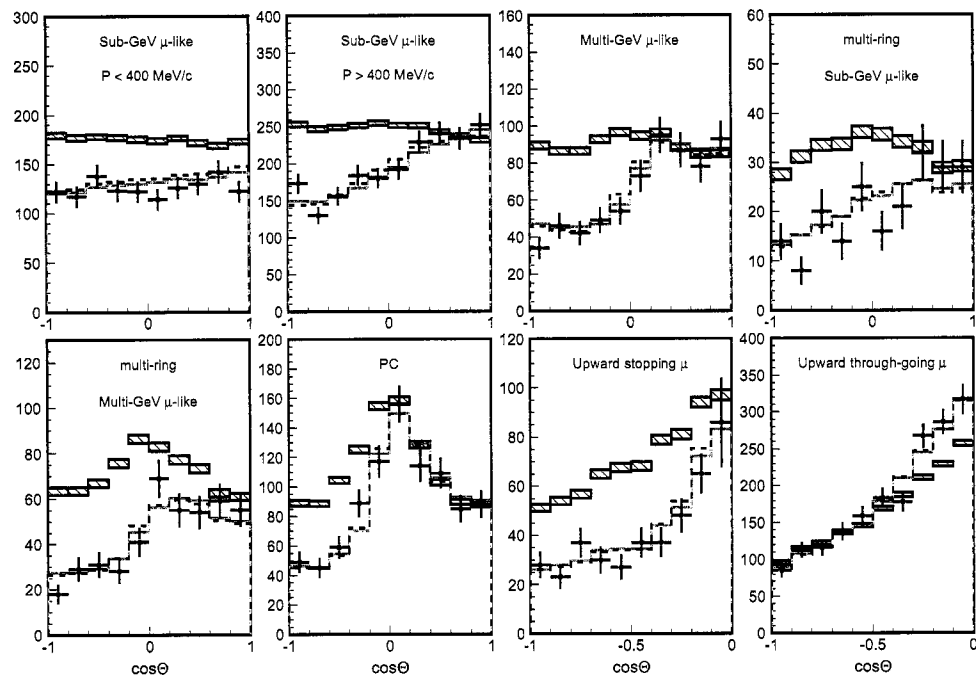 300
250
200
150
100
50
0
Sub-GeV μ-like
P < 400 MeV/c
-1 0 1
400
350
300
250
200
150
100
50
0
Sub-GeV μ-like
P > 400 MeV/c
-1 0 1
160
140
120
100
80
60
40
20
0
Multi-GeV μ-like
-1 0 1
60
50
40
30
20
10
0
multi-ring
Sub-GeV μ-like
-1 0 1
120
100
80
60
40
20
0
multi-ring
Multi-GeV μ-like
-1 0 1
cosΘ
200
180
160
140
120
100
80
60
40
20
0
PC
-1 0 1
cosΘ
120
100
80
60
40
20
0
Upward stopping μ
-1 -0.5 0
cosΘ
400
350
300
250
200
150
100
50
0
Upward through-going μ
-1 -0.5 0
cosΘ